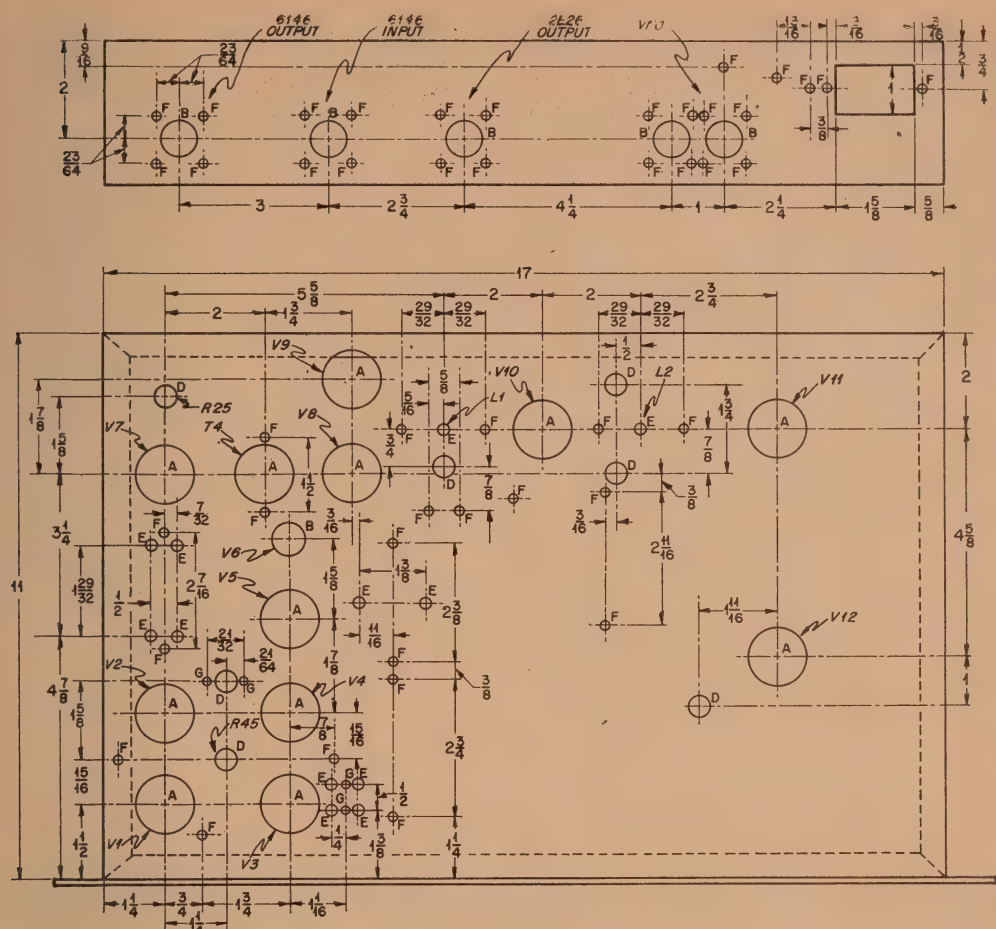 6146 OUTPUT
6146 INPUT
2E26 OUTPUT
9/16
2
23/64
23/64
13/16
3/16
3/16
1/2
3/4
1
3/8
F F B F F
F F B F F
F F B F F
B F F F F F B F F F
F F F F
3
2 3/4
4 1/4
1
2 1/4
1 5/8
5/8
17
5 5/8
2
2
2 3/4
2
1 3/4
29/32
29/32
29/32
29/32
1/2
V9
A
D
R25
V7
T4
V8
A
A
A
1 7/8
1 5/8
F
F
1 1/2
5/8
5/16
L1
F
E
F
3/4
D
7/8
F
F
V10
A
D
L2
F
E
F
1 3/4
7/8
D
F
3/8
3/16
2 11/16
F
F
V11
A
2
4 5/8
1
11
3 1/4
7/32
F
E
E
1 29/32
1/2
2 7/16
E
E
F
V6
B
V5
A
3/16
1 5/8
1 3/8
E
E
11/16
1 7/8
F
2 3/8
F
F
3/8
2 3/4
F
1 1/4
1 11/16
V12
A
D
4 7/8
21/32
21/64
G
G
D
V2
A
V4
A
1 5/8
R45
D
7/8
15/16
F
F
15/16
E
G
E
G
E
E
1/2
1/4
1 3/8
V1
A
V3
A
F
1 1/2
1 1/4
3/4
1 3/4
1 1/16